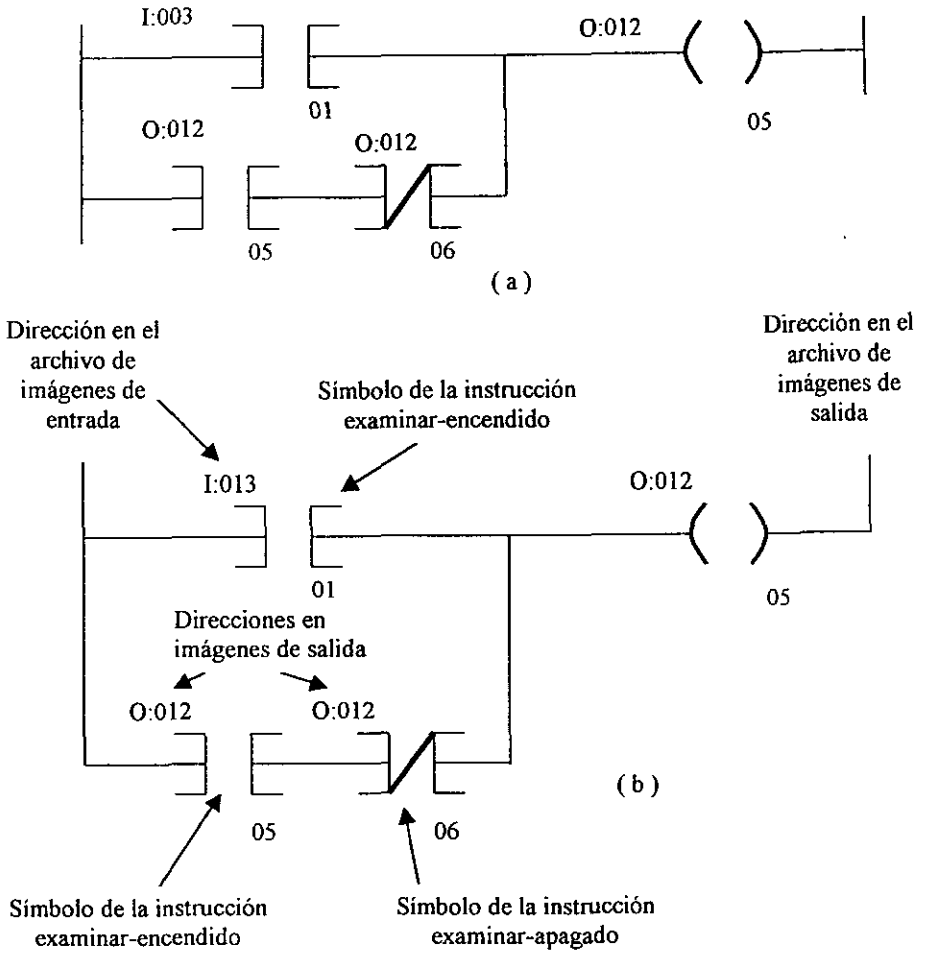 I:003
O:012
01
05
O:012
O:012
05
06
( a )
Dirección en el
archivo de
imágenes de
entrada
Símbolo de la instrucción
examinar-encendido
Dirección en el
archivo de
imágenes de
salida
I:013
O:012
01
05
Direcciones en
imágenes de salida
O:012
O:012
05
06
( b )
Símbolo de la instrucción
examinar-encendido
Símbolo de la instrucción
examinar-apagado